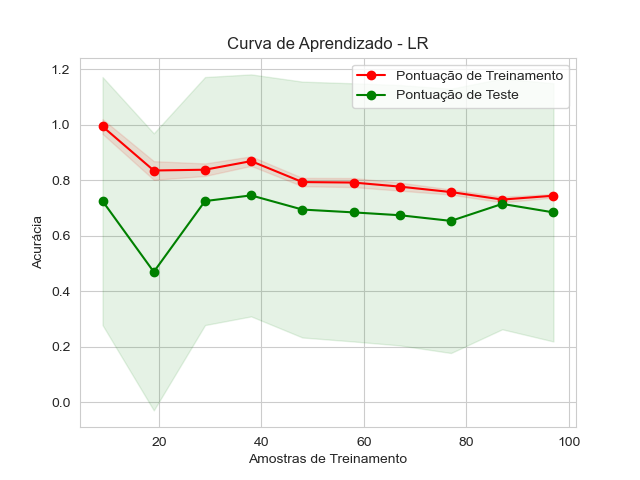 Curva de Aprendizado - LR
Pontuação de Treinamento
Pontuação de Teste
1.2
1.0
0.8
0.6
0.4
0.2
0.0
Acurácia
20
40
60
80
100
Amostras de Treinamento